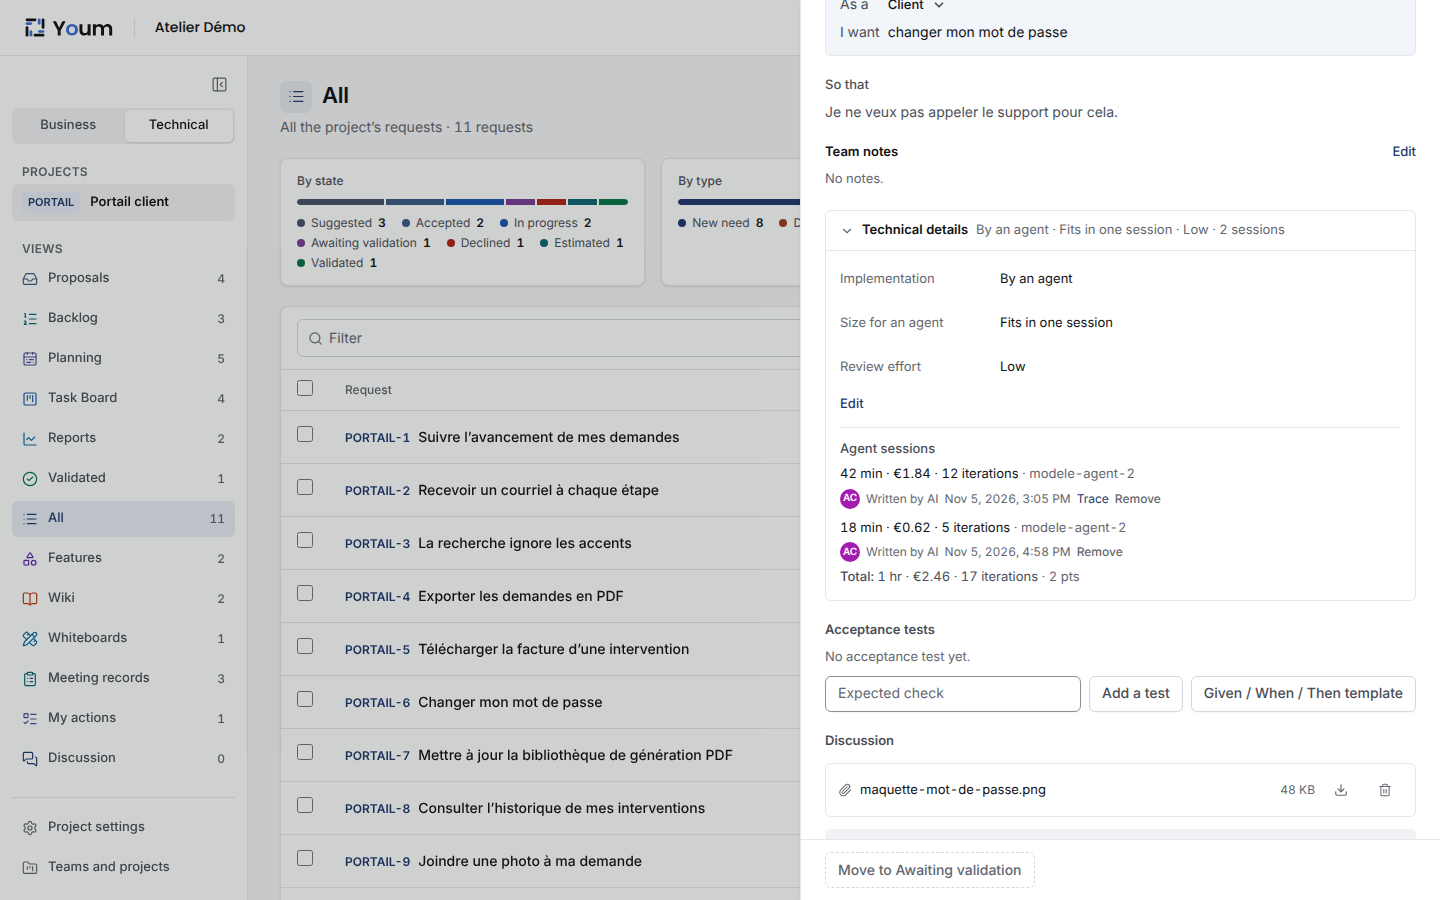 Youm
Atelier Démo
Business
Technical
PROJECTS
PORTAIL Portail client
VIEWS
Proposals 4
Backlog 3
Planning 5
Task Board 4
Reports 2
Validated 1
All 11
Features 2
Wiki 2
Whiteboards 1
Meeting records 3
My actions 1
Discussion 0
Project settings
Teams and projects
All
All the project's requests · 11 requests
By state
Suggested 3 Accepted 2 In progress 2
Awaiting validation 1 Declined 1 Estimated 1
Validated 1
By type
New need 8 D
Filter
Request
PORTAIL-1 Suivre l'avancement de mes demandes
PORTAIL-2 Recevoir un courriel à chaque étape
PORTAIL-3 La recherche ignore les accents
PORTAIL-4 Exporter les demandes en PDF
PORTAIL-5 Télécharger la facture d'une intervention
PORTAIL-6 Changer mon mot de passe
PORTAIL-7 Mettre à jour la bibliothèque de génération PDF
PORTAIL-8 Consulter l'historique de mes interventions
PORTAIL-9 Joindre une photo à ma demande
As a Client
I want changer mon mot de passe
So that
Je ne veux pas appeler le support pour cela.
Team notes Edit
No notes.
Technical details By an agent · Fits in one session · Low · 2 sessions
Implementation By an agent
Size for an agent Fits in one session
Review effort Low
Edit
Agent sessions
42 min · €1.84 · 12 iterations · modele-agent-2
AC Written by AI Nov 5, 2026, 3:05 PM Trace Remove
18 min · €0.62 · 5 iterations · modele-agent-2
AC Written by AI Nov 5, 2026, 4:58 PM Remove
Total: 1 hr · €2.46 · 17 iterations · 2 pts
Acceptance tests
No acceptance test yet.
Expected check Add a test Given / When / Then template
Discussion
maquette-mot-de-passe.png 48 KB
Move to Awaiting validation